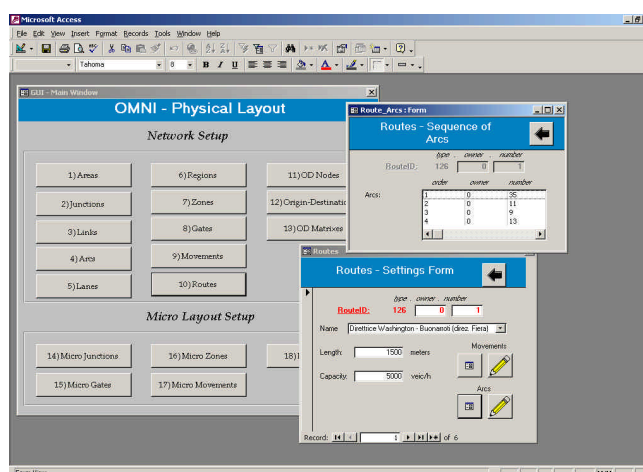 Microsoft Access
File Edit View Insert Format Records Tools Window Help
Tahoma 8 B I U
GUI - Main Window
OMNI - Physical Layout
Network Setup
1) Areas 6) Regions 11) OD Nodes
2) Junctions 7) Zones 12) Origin-Destinatio
3) Links 8) Gates 13) OD Matrixes
4) Arcs 9) Movements
5) Lanes 10) Routes
Micro Layout Setup
14) Micro Junctions 16) Micro Zones 18)
15) Micro Gates 17) Micro Movements
Route_Arcs : Form
Routes - Sequence of
Arcs
type . owner . number
RouteID: 126 0 1
order owner number
Arcs:
1 0 35
2 0 11
3 0 9
4 0 13
Routes
Routes - Settings Form
type . owner . number
RouteID: 126 0 1
Name Direttrice Washington - Buonarroti (direz. Fiera)
Length: 1500 meters
Movements
Capacity: 5000 veic/h
Arcs
Record: 1 of 6